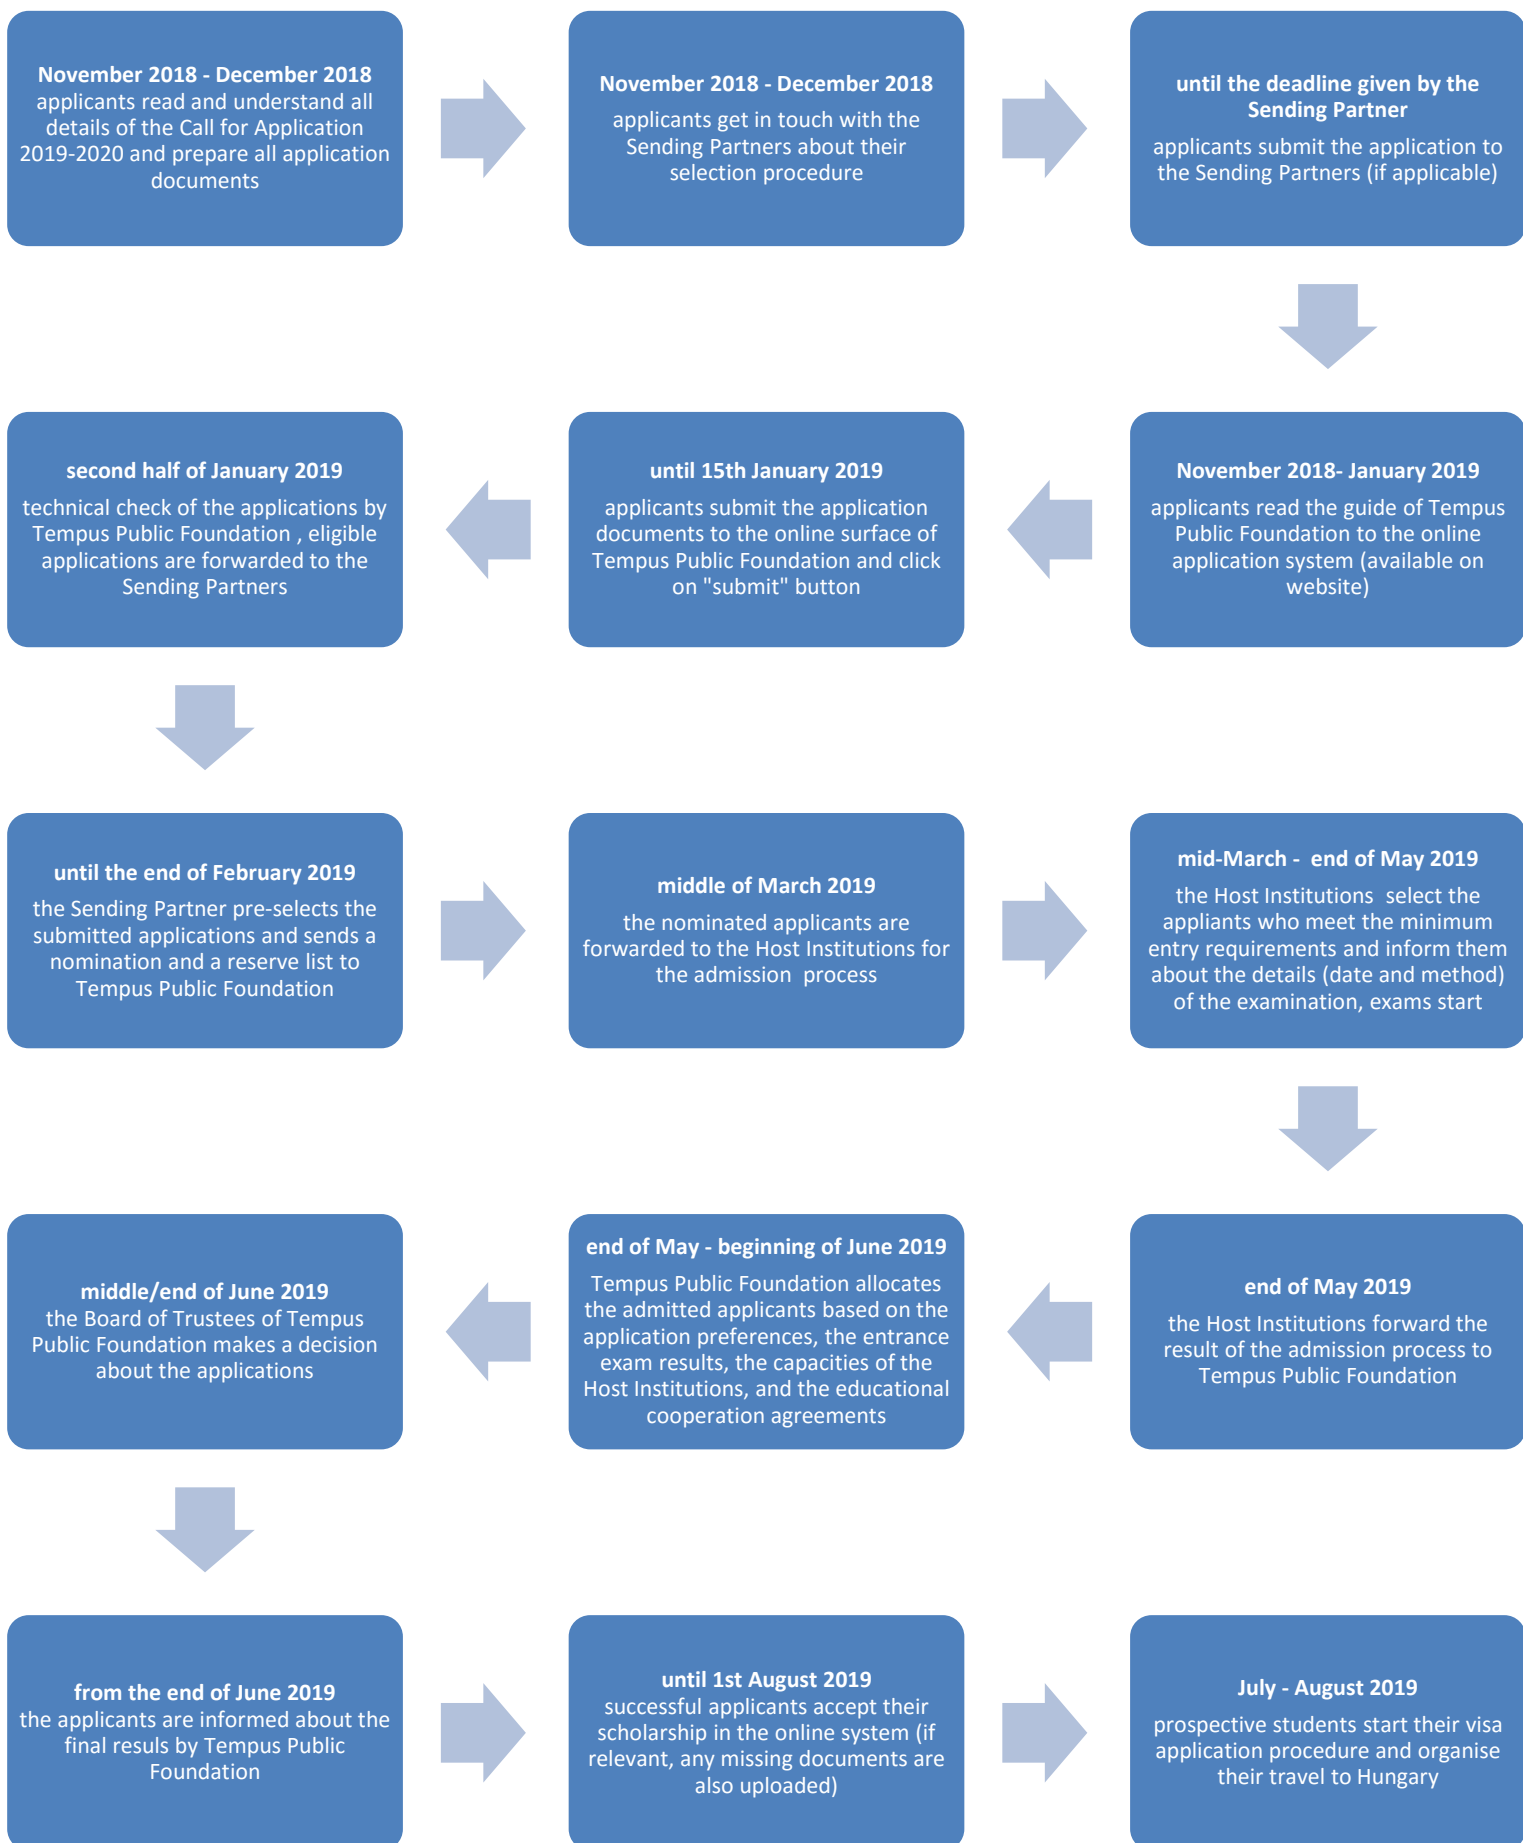 November 2018 - December 2018
applicants read and understand all
details of the Call for Application
2019-2020 and prepare all application
documents
November 2018 - December 2018
applicants get in touch with the
Sending Partners about their
selection procedure
until the deadline given by the
Sending Partner
applicants submit the application to
the Sending Partners (if applicable)
November 2018- January 2019
applicants read the guide of Tempus
Public Foundation to the online
application system (available on
website)
until 15th January 2019
applicants submit the application
documents to the online surface of
Tempus Public Foundation and click
on "submit" button
second half of January 2019
technical check of the applications by
Tempus Public Foundation , eligible
applications are forwarded to the
Sending Partners
until the end of February 2019
the Sending Partner pre-selects the
submitted applications and sends a
nomination and a reserve list to
Tempus Public Foundation
middle of March 2019
the nominated applicants are
forwarded to the Host Institutions for
the admission  process
mid-March -  end of May 2019
the Host Institutions  select the
appliants who meet the minimum
entry requirements and inform them
about the details (date and method)
of the examination, exams start
end of May 2019
the Host Institutions forward the
result of the admission process to
Tempus Public Foundation
end of May - beginning of June 2019
Tempus Public Foundation allocates
the admitted applicants based on the
application preferences, the entrance
exam results, the capacities of the
Host Institutions, and the educational
cooperation agreements
middle/end of June 2019
the Board of Trustees of Tempus
Public Foundation makes a decision
about the applications
from the end of June 2019
the applicants are informed about the
final resuls by Tempus Public
Foundation
until 1st August 2019
successful applicants accept their
scholarship in the online system (if
relevant, any missing documents are
also uploaded)
July - August 2019
prospective students start their visa
application procedure and organise
their travel to Hungary